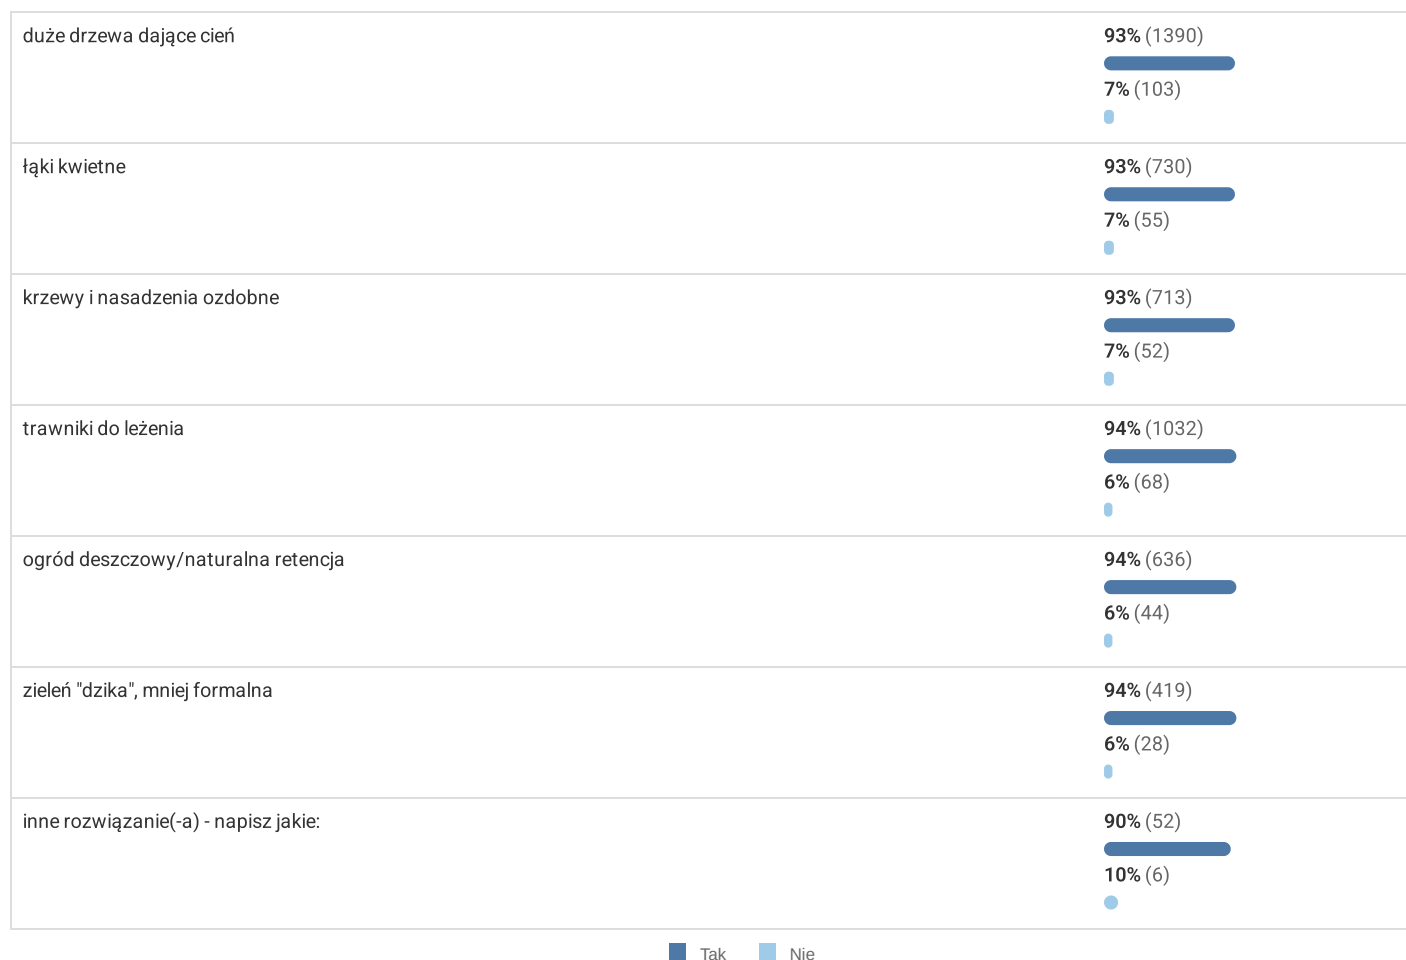 duże drzewa dające cień
93% (1390)
7% (103)
łąki kwietne
93% (730)
7% (55)
krzewy i nasadzenia ozdobne
93% (713)
7% (52)
trawniki do leżenia
94% (1032)
6% (68)
ogród deszczowy/naturalna retencja
94% (636)
6% (44)
zieleń "dzika", mniej formalna
94% (419)
6% (28)
inne rozwiązanie(-a) - napisz jakie:
90% (52)
10% (6)
Tak Nie